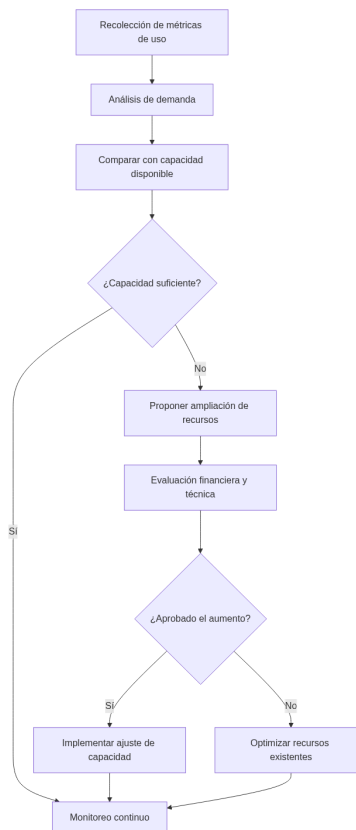 Recolección de métricas
de uso
Análisis de demanda
Comparar con capacidad
disponible
¿Capacidad suficiente?
No
Proponer ampliación de
recursos
Evaluación financiera y
técnica
Sí
¿Aprobado el aumento?
Sí
No
Implementar ajuste de
capacidad
Optimizar recursos
existentes
Monitoreo continuo